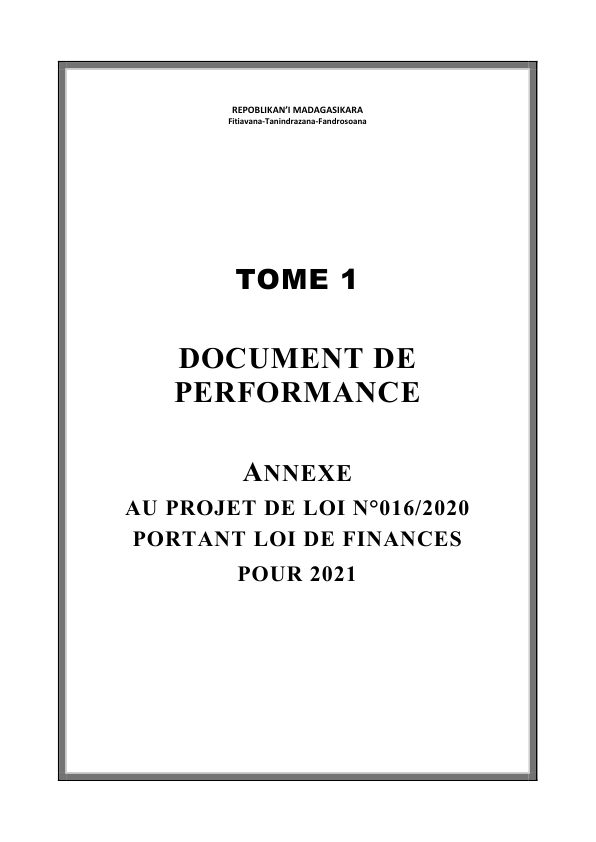 REPOBLIKAN'I MADAGASIKARA
Fitiavana-Tanindrazana-Fandrosoana
TOME 1
DOCUMENT DE
PERFORMANCE
ANNEXE
AU PROJET DE LOI N°016/2020
PORTANT LOI DE FINANCES
POUR 2021